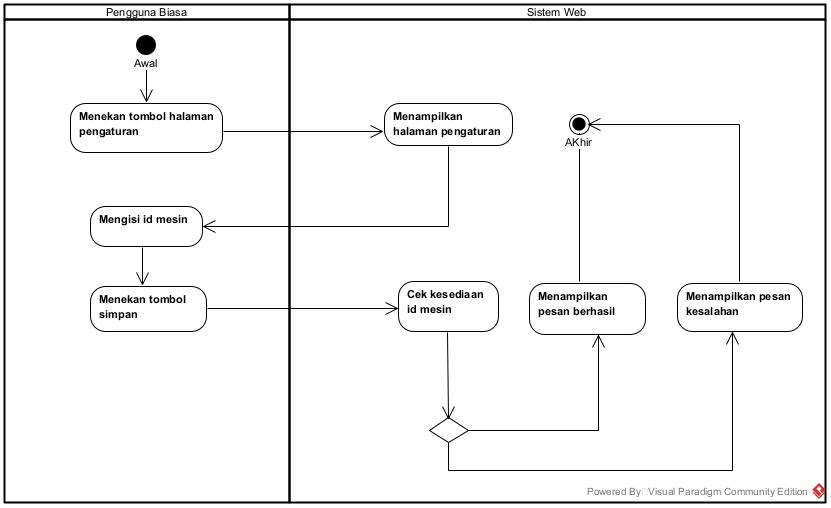 Pengguna Biasa
Sistem Web
Awal
Menekan tombol halaman
pengaturan
Menampilkan
halaman pengaturan
AKhir
Mengisi id mesin
Menekan tombol
simpan
Cek kesediaan
id mesin
Menampilkan
pesan berhasil
Menampilkan pesan
kesalahan
Powered By Visual Paradigm Community Edition